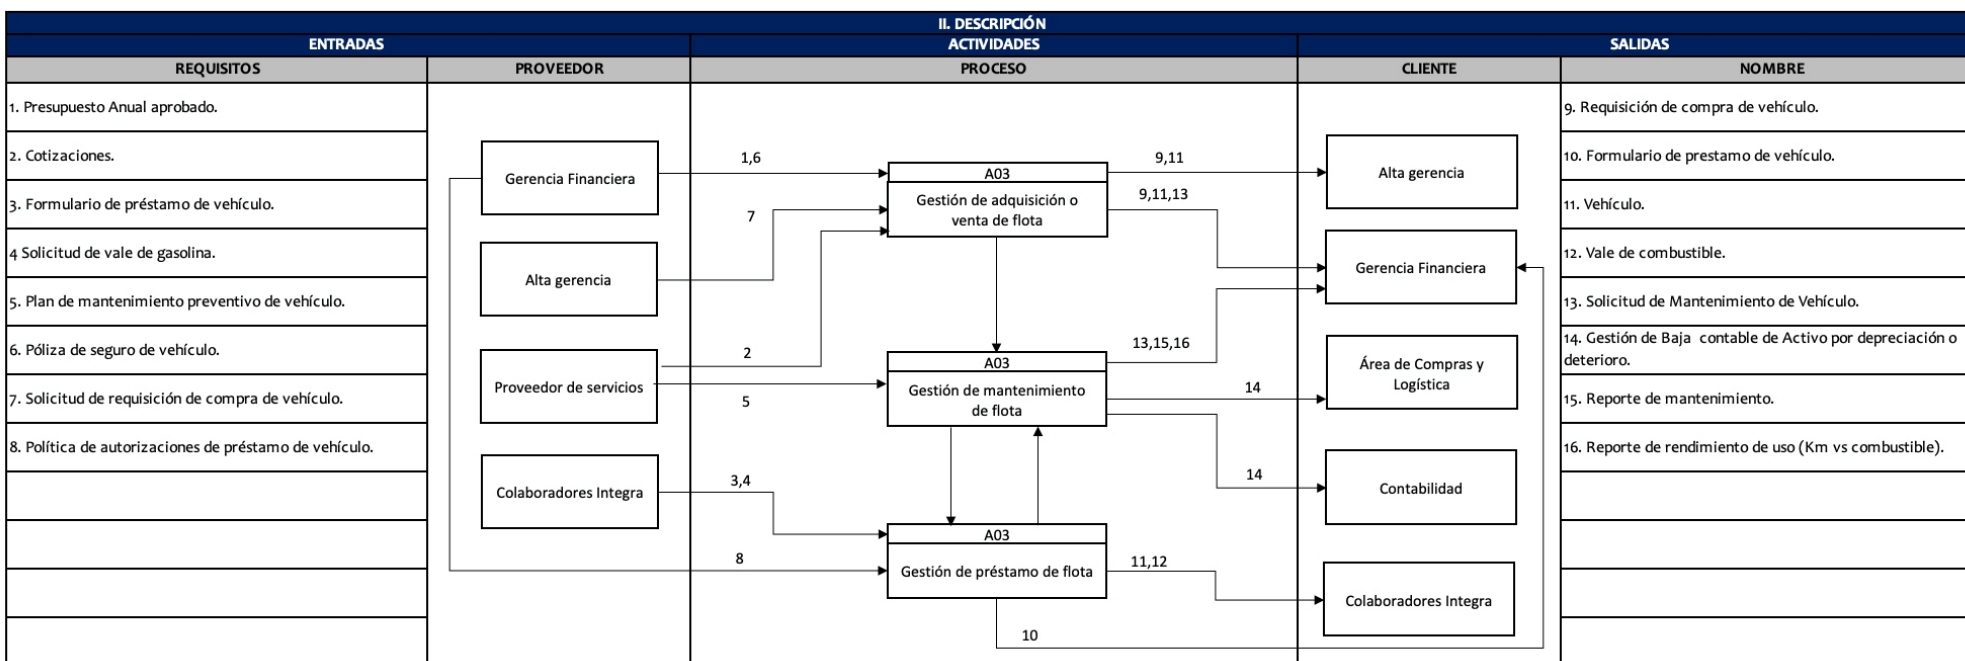 II. DESCRIPCIÓN
ENTRADAS
ACTIVIDADES
SALIDAS
REQUISITOS
PROVEEDOR
PROCESO
CLIENTE
NOMBRE
1. Presupuesto Anual aprobado.
2. Cotizaciones.
3. Formulario de préstamo de vehículo.
4 Solicitud de vale de gasolina.
5. Plan de mantenimiento preventivo de vehículo.
6. Póliza de seguro de vehículo.
7. Solicitud de requisición de compra de vehículo.
8. Política de autorizaciones de préstamo de vehículo.
Gerencia Financiera
Alta gerencia
Proveedor de servicios
Colaboradores Integra
1,6
7
2
5
3,4
8
A03
Gestión de adquisición o
venta de flota
A03
Gestión de mantenimiento
de flota
A03
Gestión de préstamo de flota
9,11
9,11,13
13,15,16
14
14
11,12
10
Alta gerencia
Gerencia Financiera
Área de Compras y
Logística
Contabilidad
Colaboradores Integra
9. Requisición de compra de vehículo.
10. Formulario de prestamo de vehículo.
11. Vehículo.
12. Vale de combustible.
13. Solicitud de Mantenimiento de Vehículo.
14. Gestión de Baja  contable de Activo por depreciación o
deterioro.
15. Reporte de mantenimiento.
16. Reporte de rendimiento de uso (Km vs combustible).